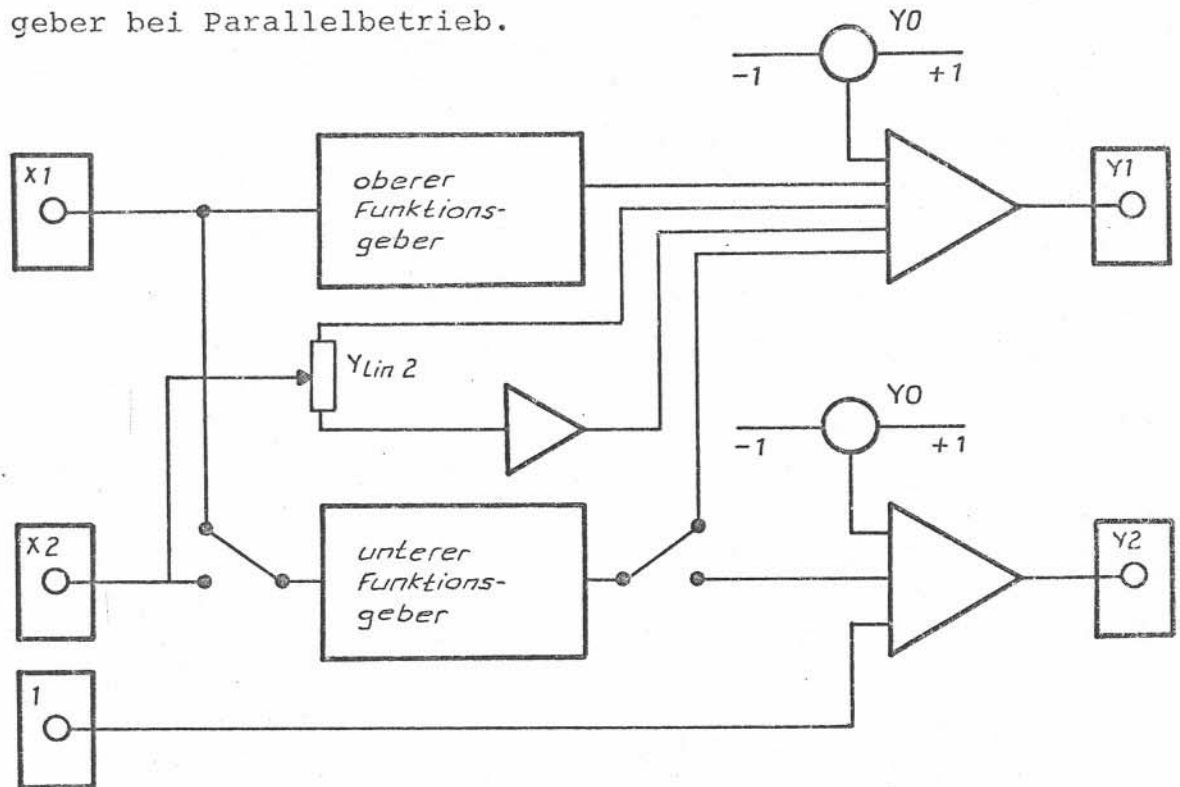 geber bei Parallelbetrieb.
Y0
-1 +1
X1
oberer
Funktions-
geber
Y1
YLin 2
Y0
-1 +1
X2
unterer
Funktions-
geber
Y2
1